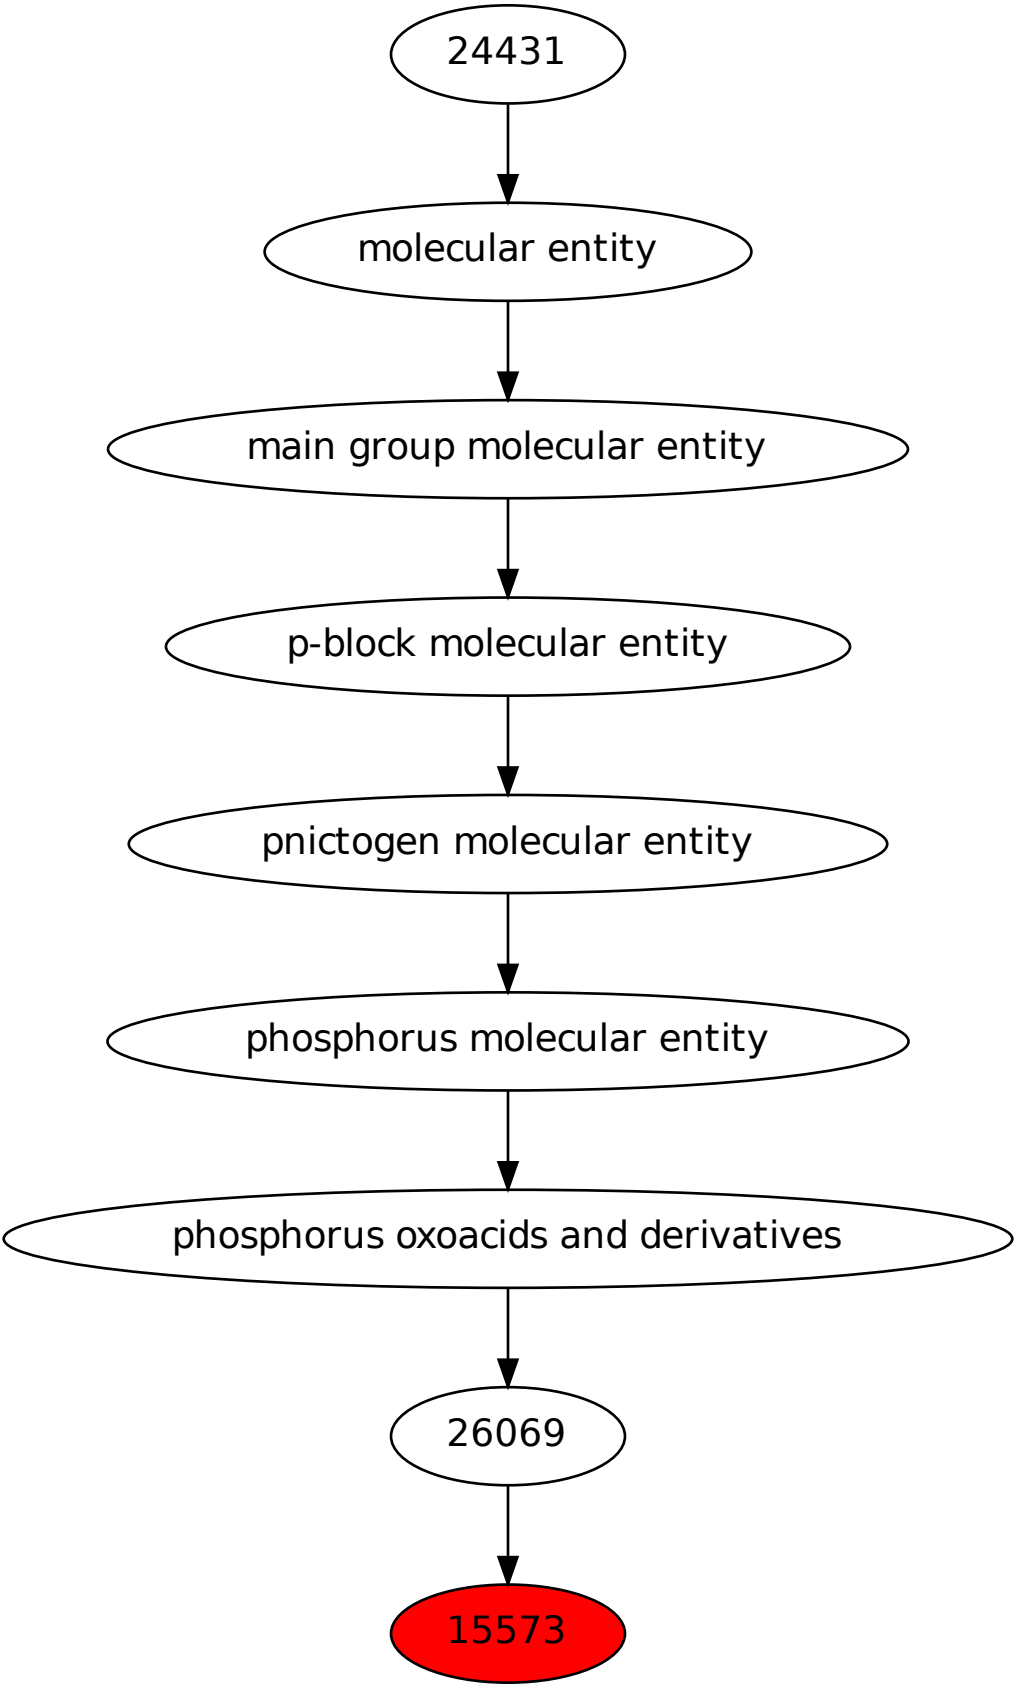 24431
molecular entity
main group molecular entity
p-block molecular entity
pnictogen molecular entity
phosphorus molecular entity
phosphorus oxoacids and derivatives
26069
15573